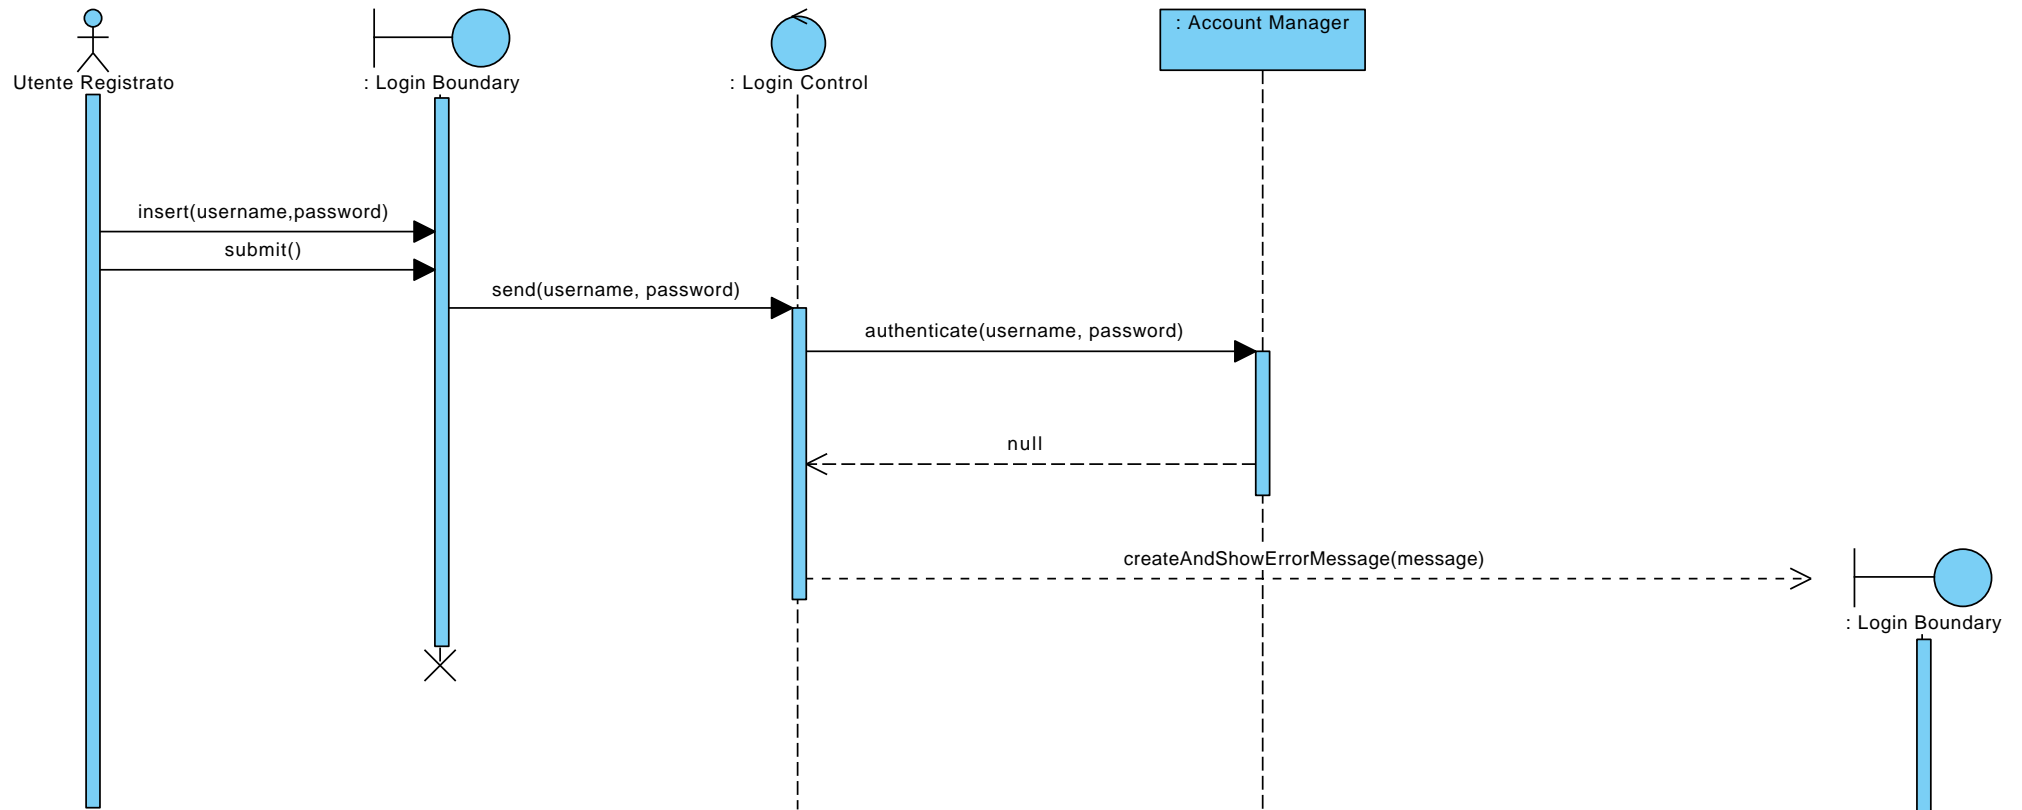 : Account Manager
Utente Registrato
: Login Boundary
: Login Control
insert(username,password)
submit()
send(username, password)
authenticate(username, password)
null
createAndShowErrorMessage(message)
: Login Boundary